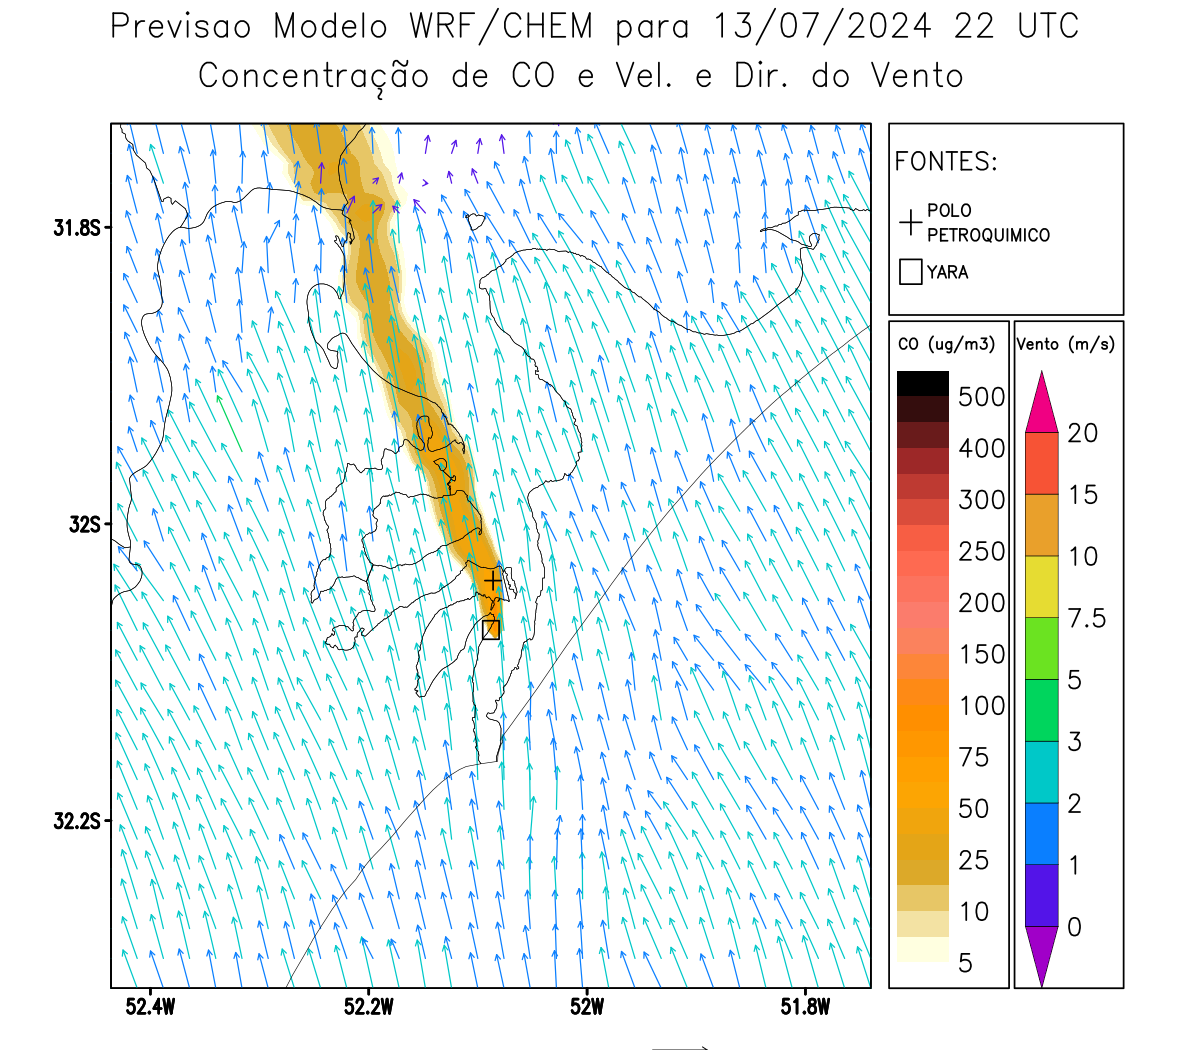 Previsao Modelo WRF/CHEM para 13/07/2024 22 UTC
Concentração de CO e Vel. e Dir. do Vento
FONTES:
POLO
PETROQUIMICO
YARA
31.8S
32S
32.2S
52.4W
52.2W
52W
51.8W
CO (ug/m3)
500
400
300
250
200
150
100
75
50
25
10
5
Vento (m/s)
20
15
10
7.5
5
3
2
1
0